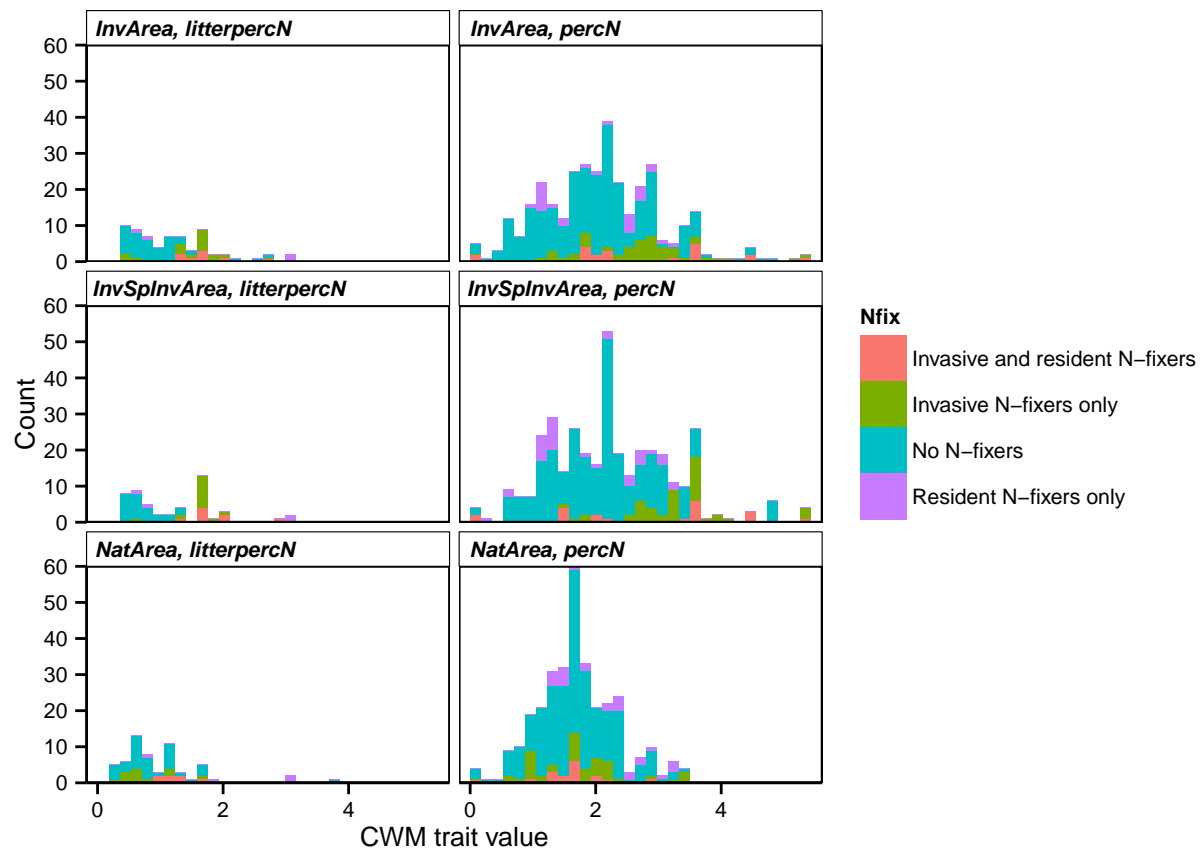 InvArea, litterpercN
InvArea, percN
60
50
40
30
20
10
0
InvSpInvArea, litterpercN
InvSpInvArea, percN
60
50
40
30
20
10
0
NatArea, litterpercN
NatArea, percN
60
50
40
30
20
10
0
0 2 4
0 2 4
Count
CWM trait value
Nfix
Invasive and resident N−fixers
Invasive N−fixers only
No N−fixers
Resident N−fixers only